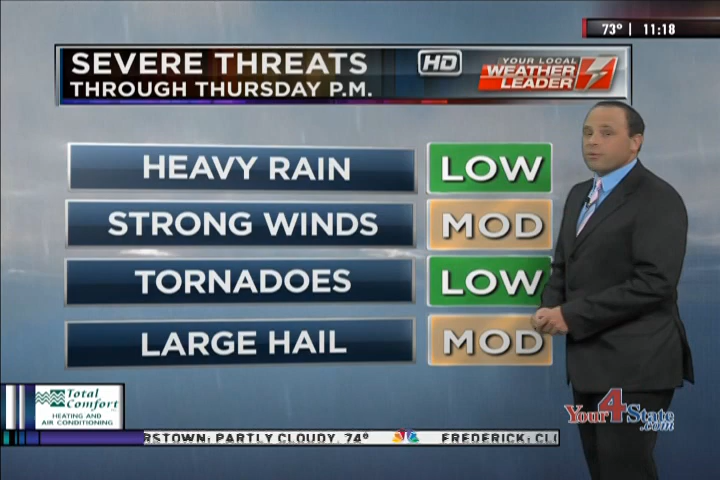 73° | 11:18
SEVERE THREATS
HD
YOUR LOCAL
WEATHER
LEADER
THROUGH THURSDAY P.M.
HEAVY RAIN LOW
STRONG WINDS MOD
TORNADOES LOW
LARGE HAIL MOD
Total
Comfort
HEATING AND
AIR CONDITIONING
Your4State
.com
RSTOWN: PARTLY CLOUDY, 74° FREDERICK: CL